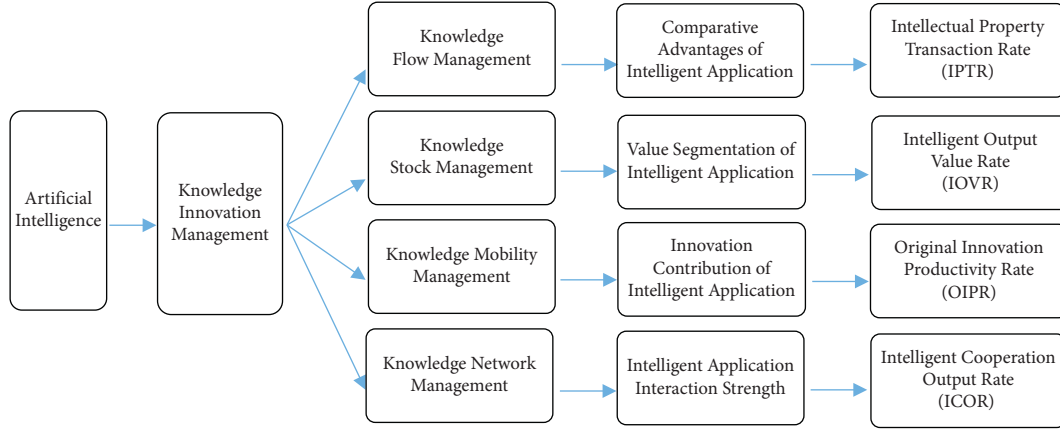 Artificial
Intelligence
Knowledge
Innovation
Management
Knowledge
Flow Management
Comparative
Advantages of
Intelligent Application
Intellectual Property
Transaction Rate
(IPTR)
Knowledge
Stock Management
Value Segmentation of
Intelligent Application
Intelligent Output
Value Rate
(IOVR)
Knowledge Mobility
Management
Innovation
Contribution of
Intelligent Application
Original Innovation
Productivity Rate
(OIPR)
Knowledge Network
Management
Intelligent Application
Interaction Strength
Intelligent Cooperation
Output Rate
(ICOR)